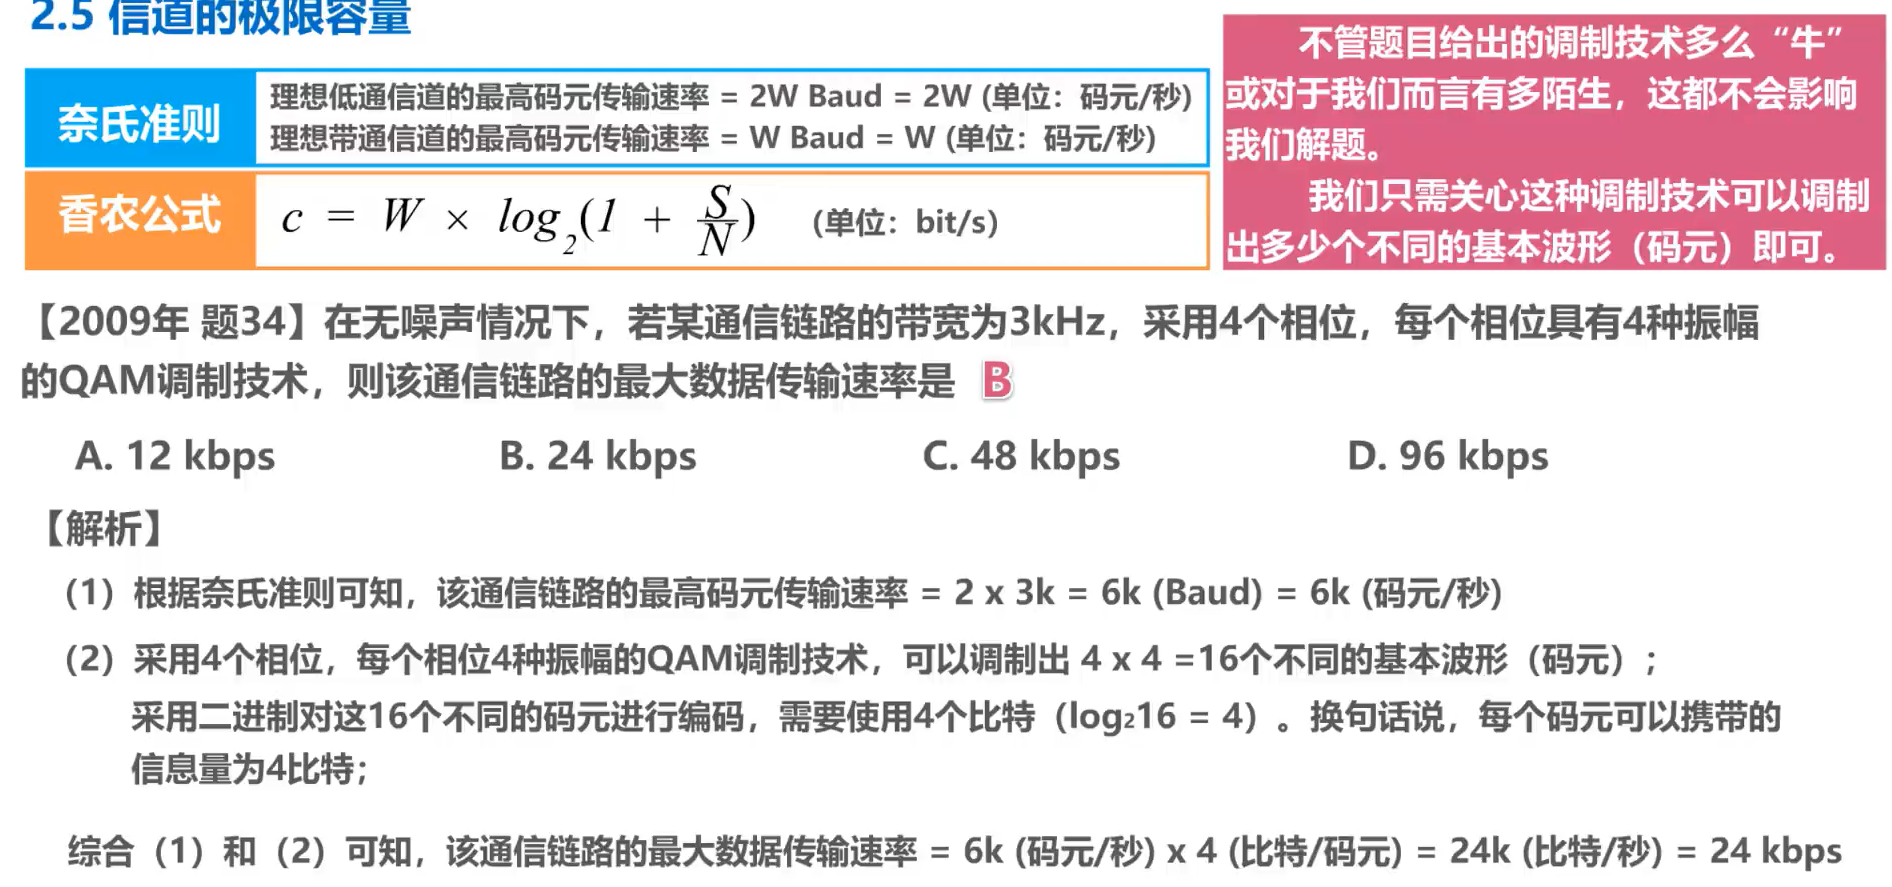 2.5 信道的极限容量
奈氏准则
理想低通信道的最高码元传输速率 = 2W Baud = 2W (单位：码元/秒)
理想带通信道的最高码元传输速率 = W Baud = W (单位：码元/秒)
香农公式
c = W × log₂(1 + S/N) (单位：bit/s)
不管题目给出的调制技术多么“牛”
或对于我们而言有多陌生，这都不会影响
我们解题。
我们只需关心这种调制技术可以调制
出多少个不同的基本波形（码元）即可。
【2009年 题34】在无噪声情况下，若某通信链路的带宽为3kHz，采用4个相位，每个相位具有4种振幅
的QAM调制技术，则该通信链路的最大数据传输速率是 B
A. 12 kbps B. 24 kbps C. 48 kbps D. 96 kbps
【解析】
（1）根据奈氏准则可知，该通信链路的最高码元传输速率 = 2 x 3k = 6k (Baud) = 6k (码元/秒)
（2）采用4个相位，每个相位4种振幅的QAM调制技术，可以调制出 4 x 4 =16个不同的基本波形（码元）；
采用二进制对这16个不同的码元进行编码，需要使用4个比特（log₂16 = 4）。换句话说，每个码元可以携带的
信息量为4比特；
综合（1）和（2）可知，该通信链路的最大数据传输速率 = 6k (码元/秒) x 4 (比特/码元) = 24k (比特/秒) = 24 kbps